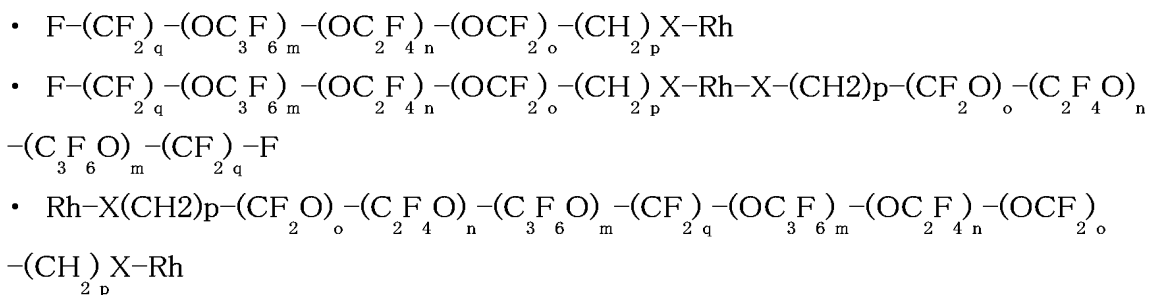 · F-(CF₂)q-(OC₃F₆)m-(OC₂F₄)n-(OCF₂)o-(CH₂)pX-Rh
· F-(CF₂)q-(OC₃F₆)m-(OC₂F₄)n-(OCF₂)o-(CH₂)pX-Rh-X-(CH2)p-(CF₂O)o-(C₂F₄O)n
-(C₃F₆O)m-(CF₂)q-F
· Rh-X(CH2)p-(CF₂O)o-(C₂F₄O)n-(C₃F₆O)m-(CF₂)q-(OC₃F₆)m-(OC₂F₄)n-(OCF₂)o
-(CH₂)pX-Rh